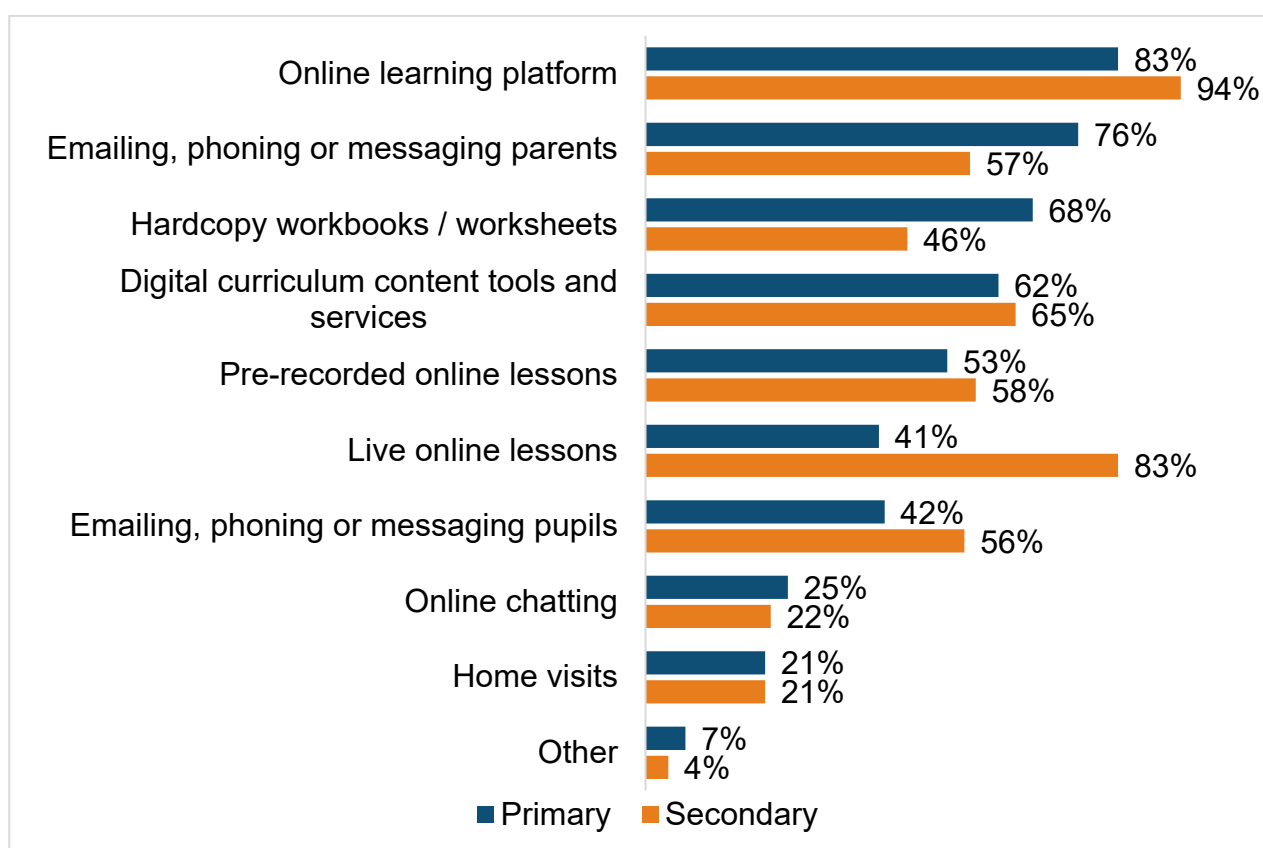 Online learning platform
83%
94%
Emailing, phoning or messaging parents
76%
57%
Hardcopy workbooks / worksheets
68%
46%
Digital curriculum content tools and
services
62%
65%
Pre-recorded online lessons
53%
58%
Live online lessons
41%
83%
Emailing, phoning or messaging pupils
42%
56%
Online chatting
25%
22%
Home visits
21%
21%
Other
7%
4%
Primary Secondary